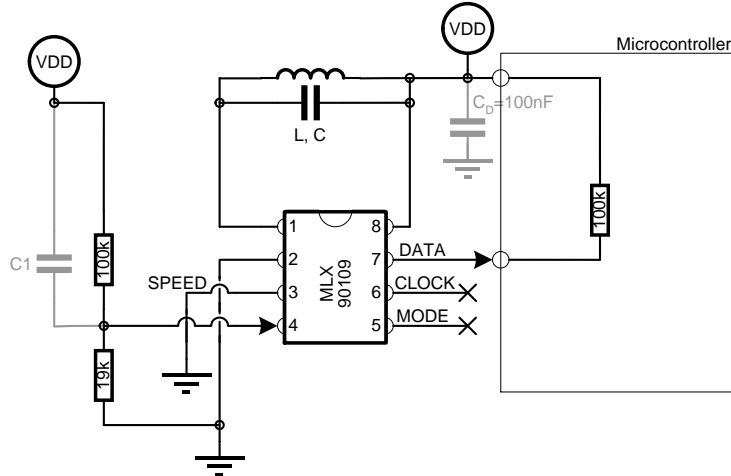 VDD
Microcontroller
VDD
C_D=100nF
L, C
100k
1
8
C1
100k
2
7
DATA
SPEED
3
MLX
90109
6
CLOCK
4
5
MODE
19k